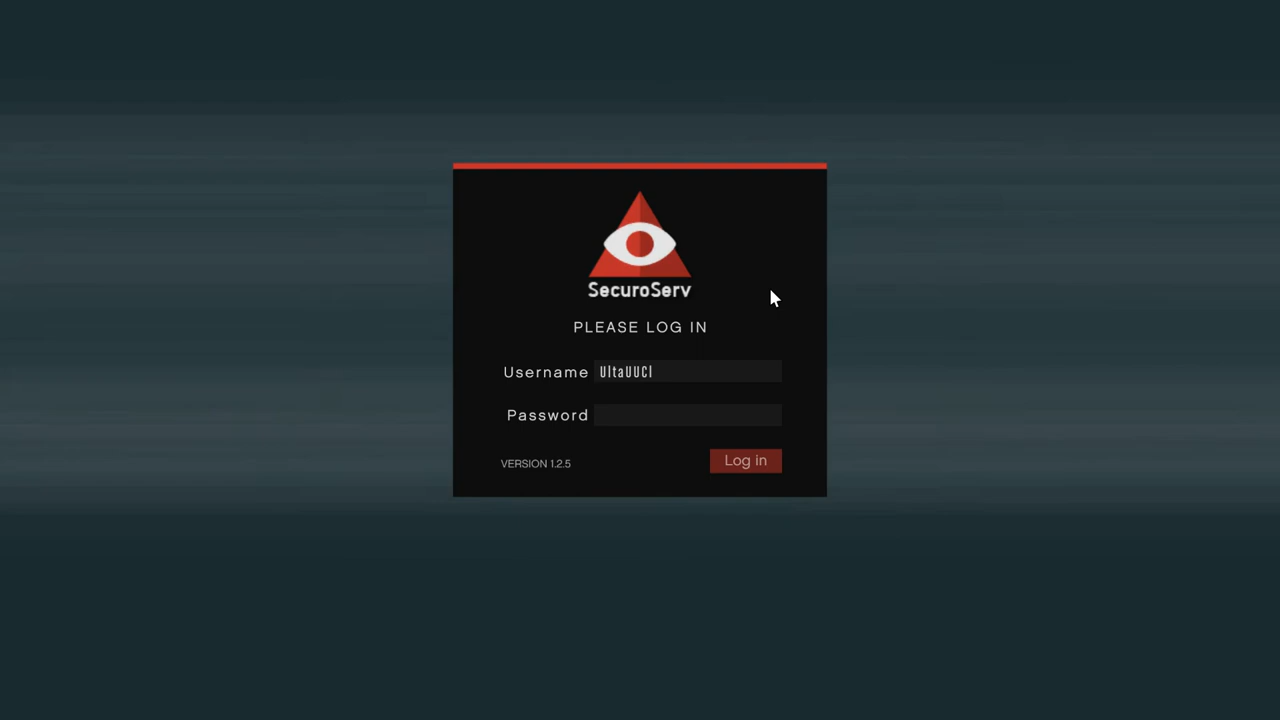 SecuroServ
PLEASE LOG IN
Username UltaUUCI
Password
VERSION 1.2.5
Log in